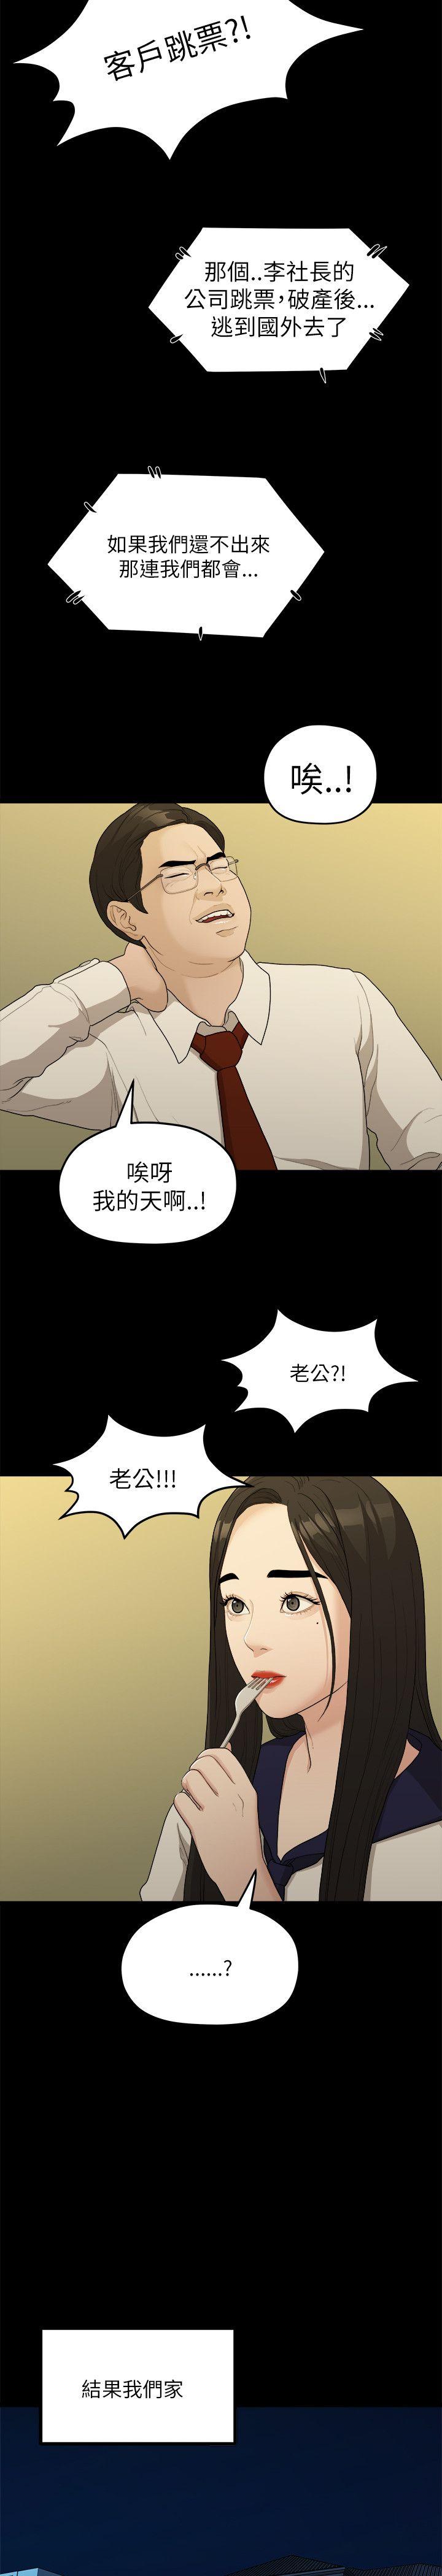 客戶跳票?!
那個..李社長的
公司跳票,破產後...
逃到國外去了
如果我們還不出來
那連我們都會...
唉..!
唉呀
我的天啊..!
老公?!
老公!!!
......?
結果我們家